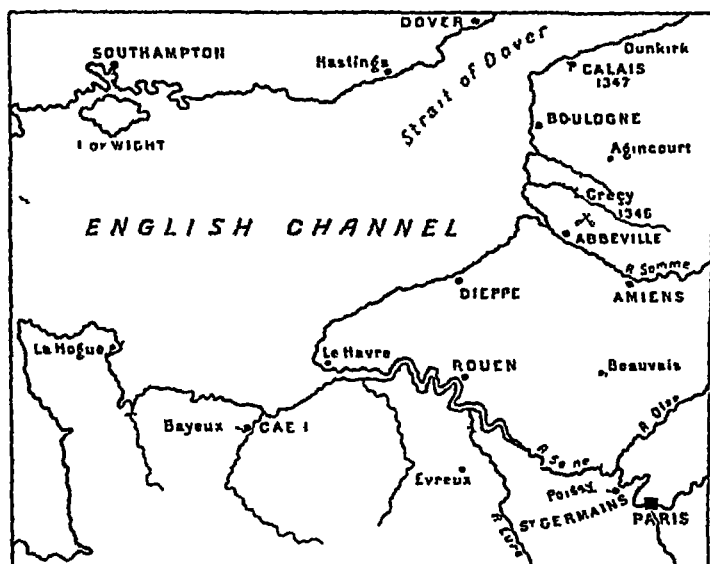 DOVER
SOUTHAMPTON
Hastings
Strait of Dover
Dunkirk
CALAIS
1347
BOULOGNE
I OF WIGHT
Agincourt
Crecy
1346
ENGLISH CHANNEL
ABBEVILLE
R Somme
DIEPPE
AMIENS
La Hogue
Le Havre
ROUEN
Beauvais
R Oise
Bayeux
CAE I
R Seine
Evreux
Poissy
ST GERMAINS
PARIS
R Eure